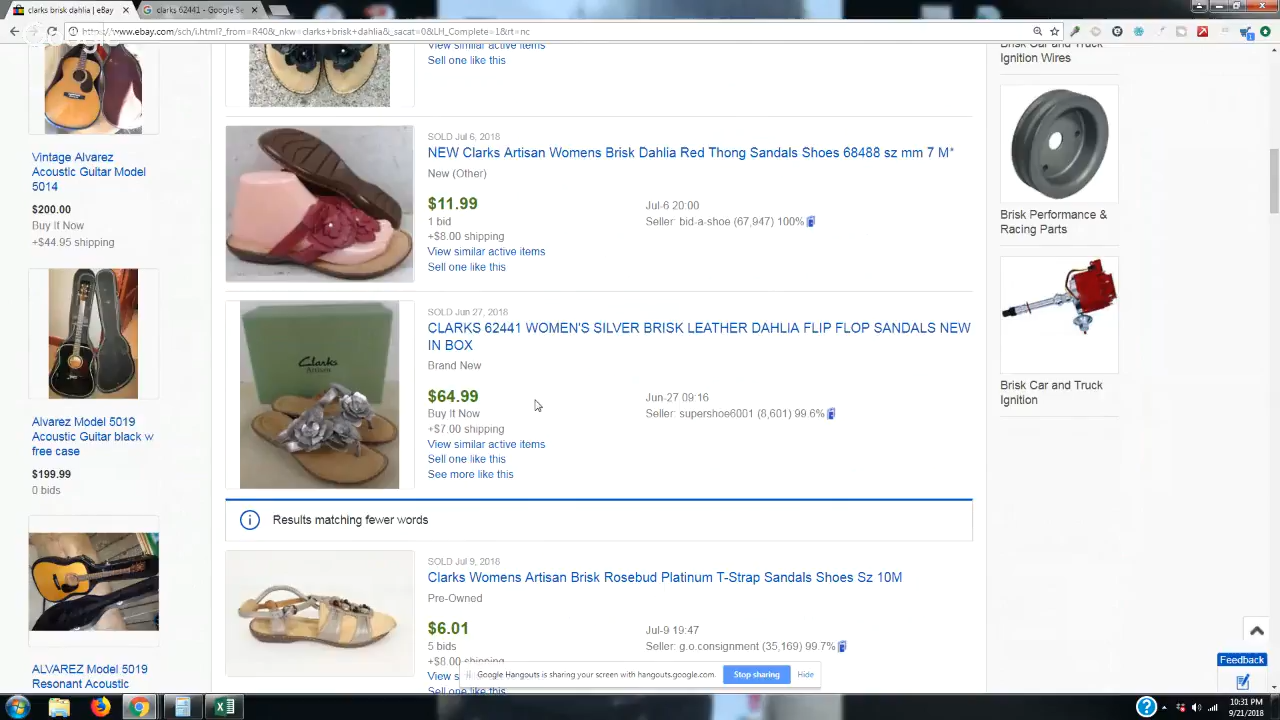 clarks brisk dahlia | eBay
clarks 62441 - Google Se
https://www.ebay.com/sch/i.html?_from=R40&_nkw=clarks+brisk+dahlia&_sacat=0&LH_Complete=1&rt=nc
Vintage Alvarez
Acoustic Guitar Model
5014
$200.00
Buy It Now
+$44.95 shipping
Alvarez Model 5019
Acoustic Guitar black w
free case
$199.99
0 bids
ALVAREZ Model 5019
Resonant Acoustic
View similar active items
Sell one like this
SOLD Jul 6, 2018
NEW Clarks Artisan Womens Brisk Dahlia Red Thong Sandals Shoes 68488 sz mm 7 M*
New (Other)
$11.99
1 bid
+$8.00 shipping
View similar active items
Sell one like this
Jul-6 20:00
Seller: bid-a-shoe (67,947) 100%
Clarks
Artisan
SOLD Jun 27, 2018
CLARKS 62441 WOMEN'S SILVER BRISK LEATHER DAHLIA FLIP FLOP SANDALS NEW
IN BOX
Brand New
$64.99
Buy It Now
+$7.00 shipping
View similar active items
Sell one like this
See more like this
Jun-27 09:16
Seller: supershoe6001 (8,601) 99.6%
Results matching fewer words
SOLD Jul 9, 2018
Clarks Womens Artisan Brisk Rosebud Platinum T-Strap Sandals Shoes Sz 10M
Pre-Owned
$6.01
5 bids
+$8.00 shipping
Sell one like this
Jul-9 19:47
Seller: g.o.consignment (35,169) 99.7%
Brisk Car and Truck
Ignition Wires
Brisk Performance &
Racing Parts
Brisk Car and Truck
Ignition
Feedback
Google Hangouts is sharing your screen with hangouts.google.com.
Stop sharing
Hide
10:31 PM
9/21/2018